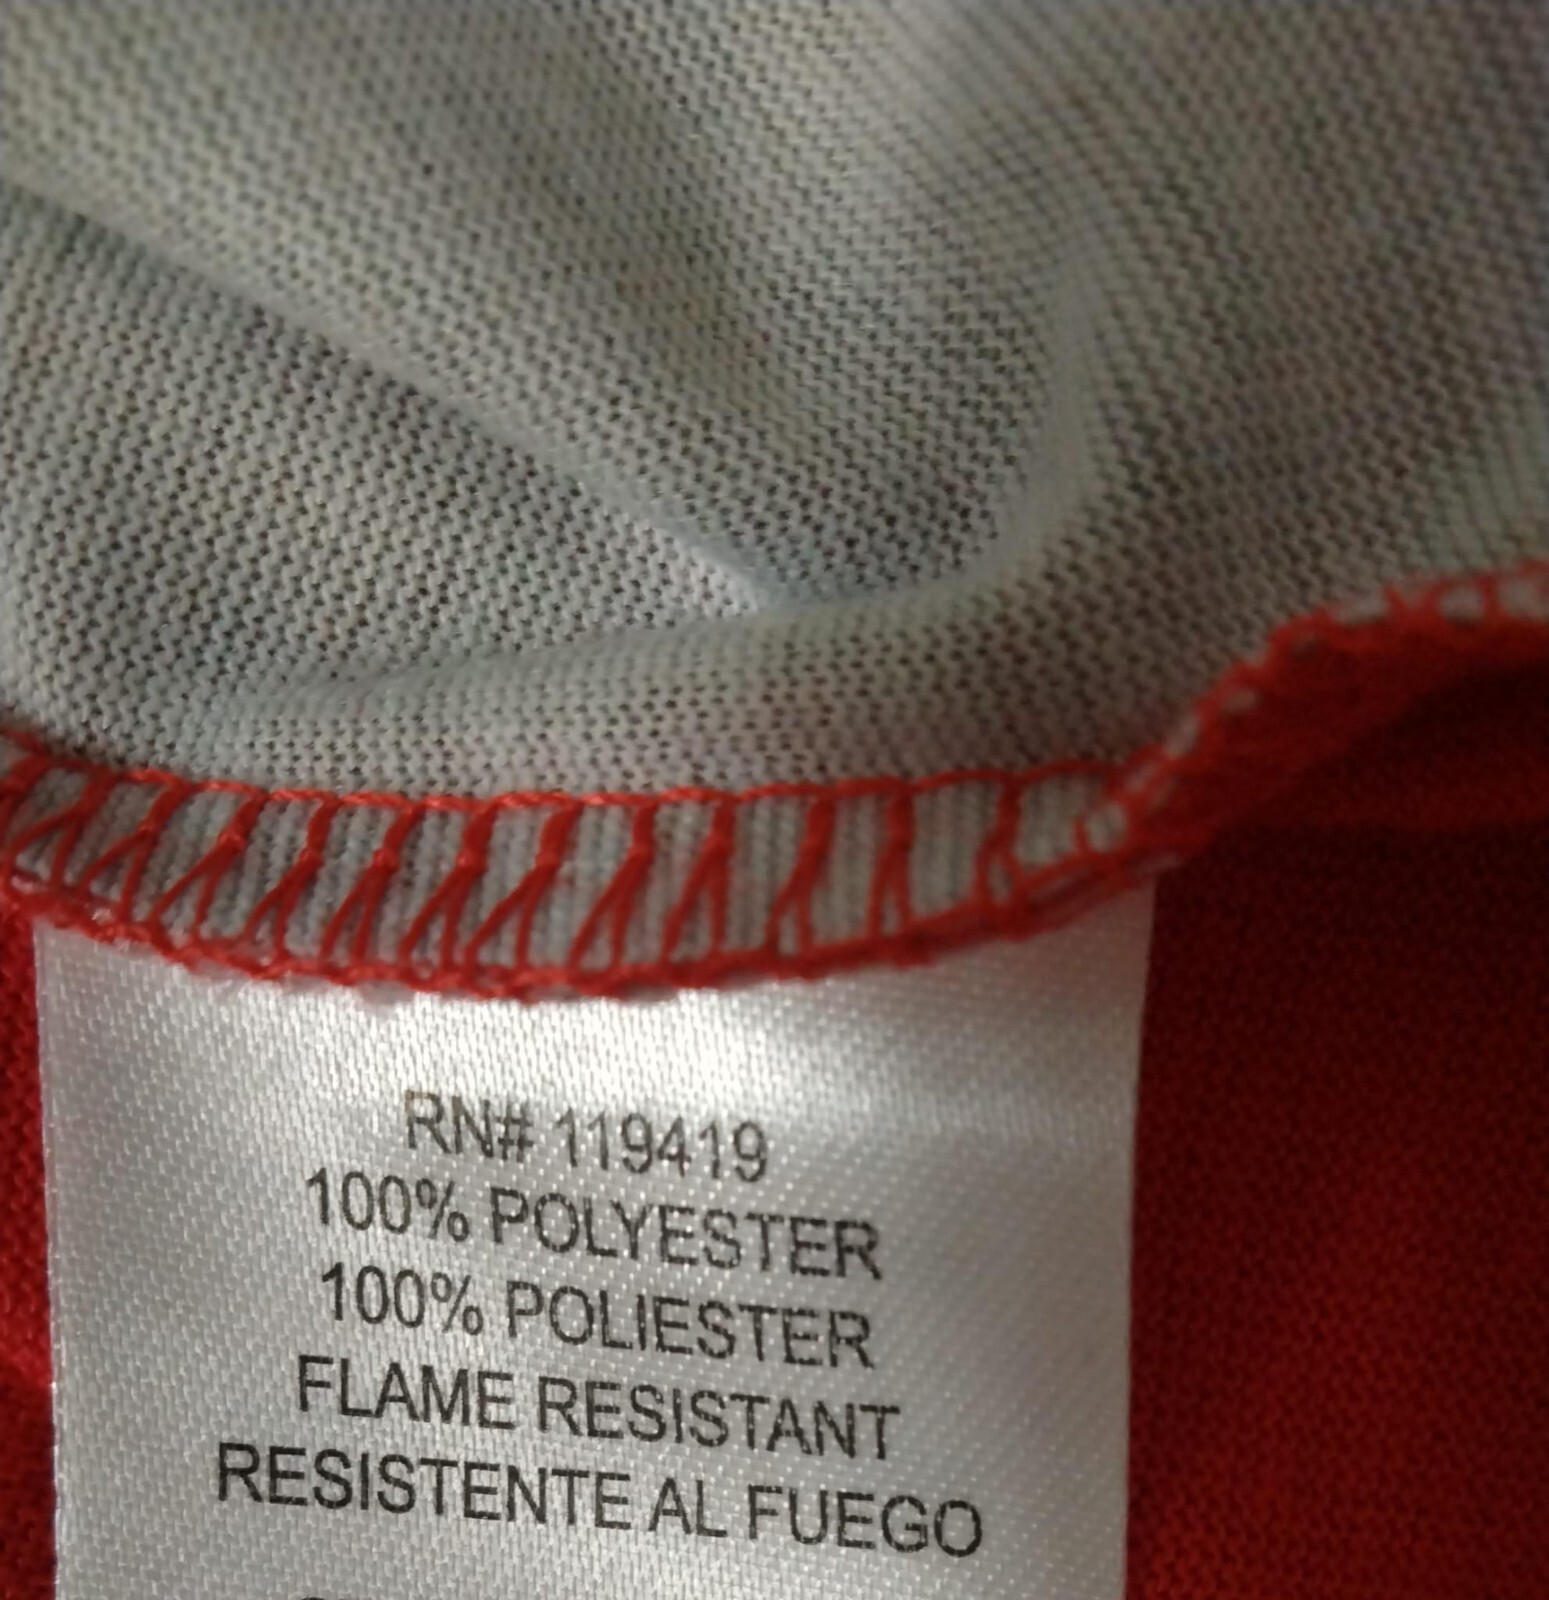 RN# 119419
100% POLYESTER
100% POLIESTER
FLAME RESISTANT
RESISTENTE AL FUEGO